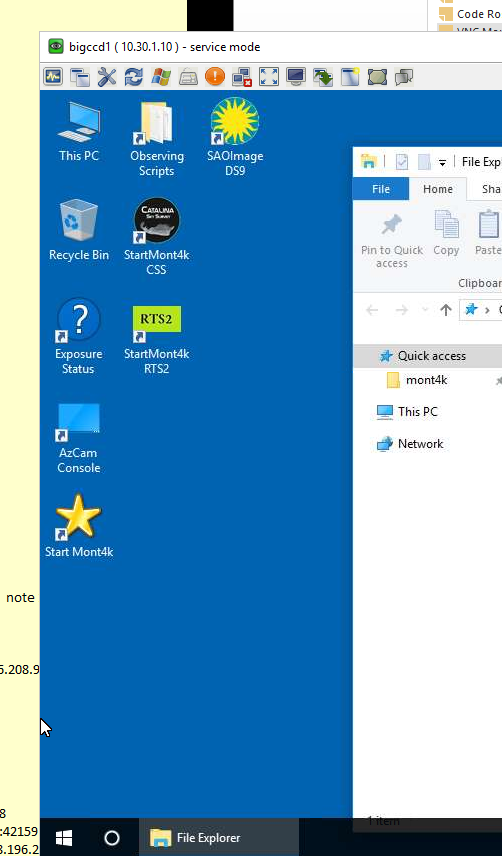 Code Ro
bigccd1 ( 10.30.1.10 ) - service mode
This PC
Observing
Scripts
SAOImage
DS9
File Exp
File
Home
Sha
Pin to Quick
access
Copy
Paste
Clipboar
Recycle Bin
CATALINA
SKY SURVEY
StartMont4k
CSS
Quick access
mont4k
This PC
Network
Exposure
Status
RTS2
StartMont4k
RTS2
AzCam
Console
Start Mont4k
note
5.208.9
8
:42159
3.196.2
1 item
File Explorer